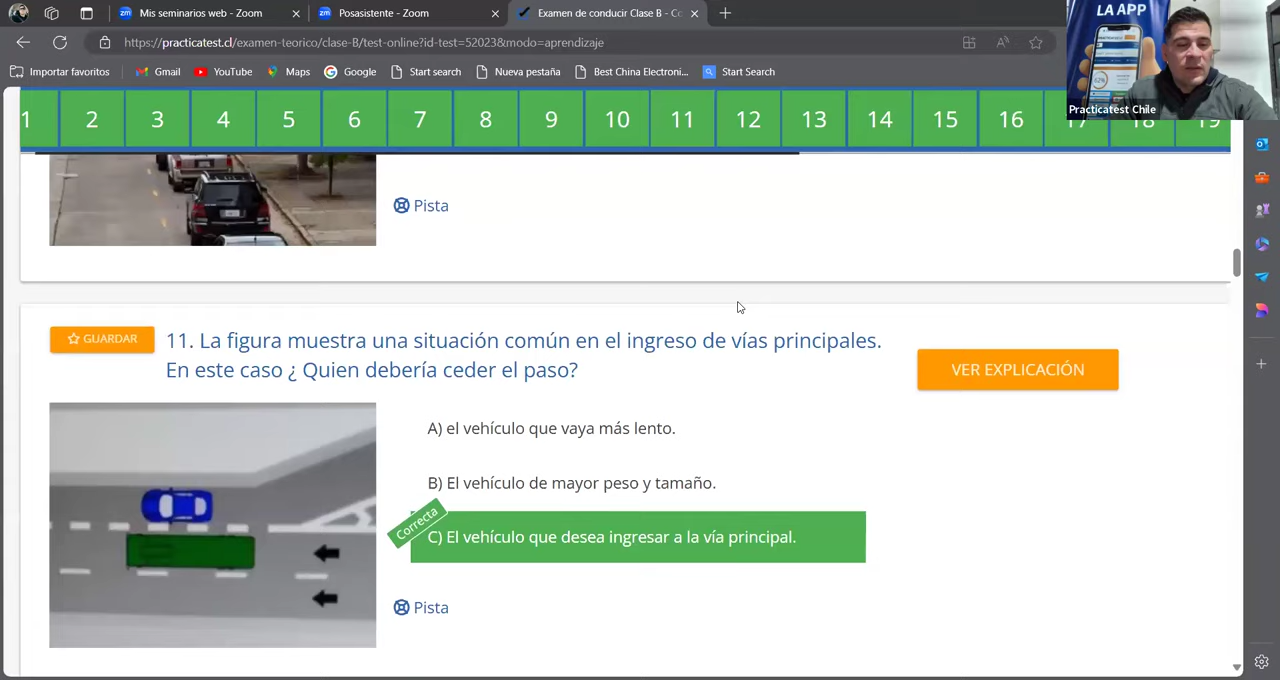 Mis seminarios web - Zoom
Posasistente - Zoom
Examen de conducir Clase B - Co
https://practicatest.cl/examen-teorico/clase-B/test-online?id-test=52023&modo=aprendizaje
Importar favoritos
Gmail
YouTube
Maps
Google
Start search
Nueva pestaña
Best China Electroni...
Start Search
LA APP
Practicatest Chile
1 2 3 4 5 6 7 8 9 10 11 12 13 14 15 16 17 18 19
Pista
GUARDAR
11. La figura muestra una situación común en el ingreso de vías principales.
En este caso ¿ Quien debería ceder el paso?
VER EXPLICACIÓN
A) el vehículo que vaya más lento.
B) El vehículo de mayor peso y tamaño.
Correcta
C) El vehículo que desea ingresar a la vía principal.
Pista